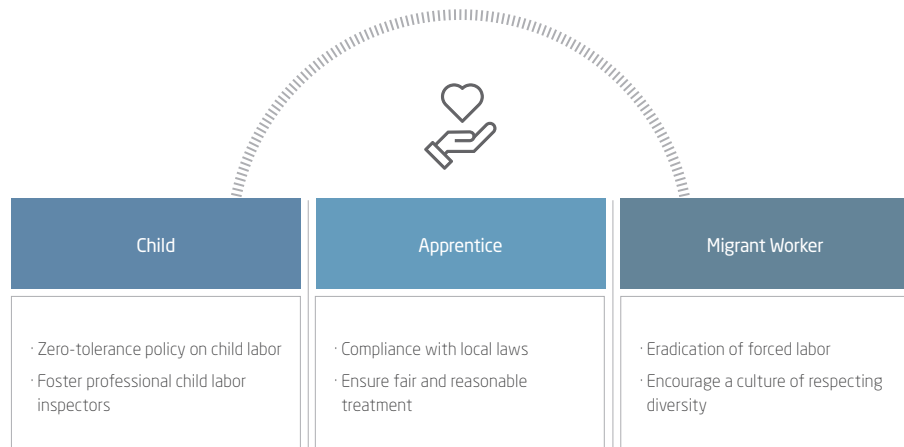 Child
Apprentice
Migrant Worker
· Zero-tolerance policy on child labor
· Foster professional child labor
inspectors
· Compliance with local laws
· Ensure fair and reasonable
treatment
· Eradication of forced labor
· Encourage a culture of respecting
diversity